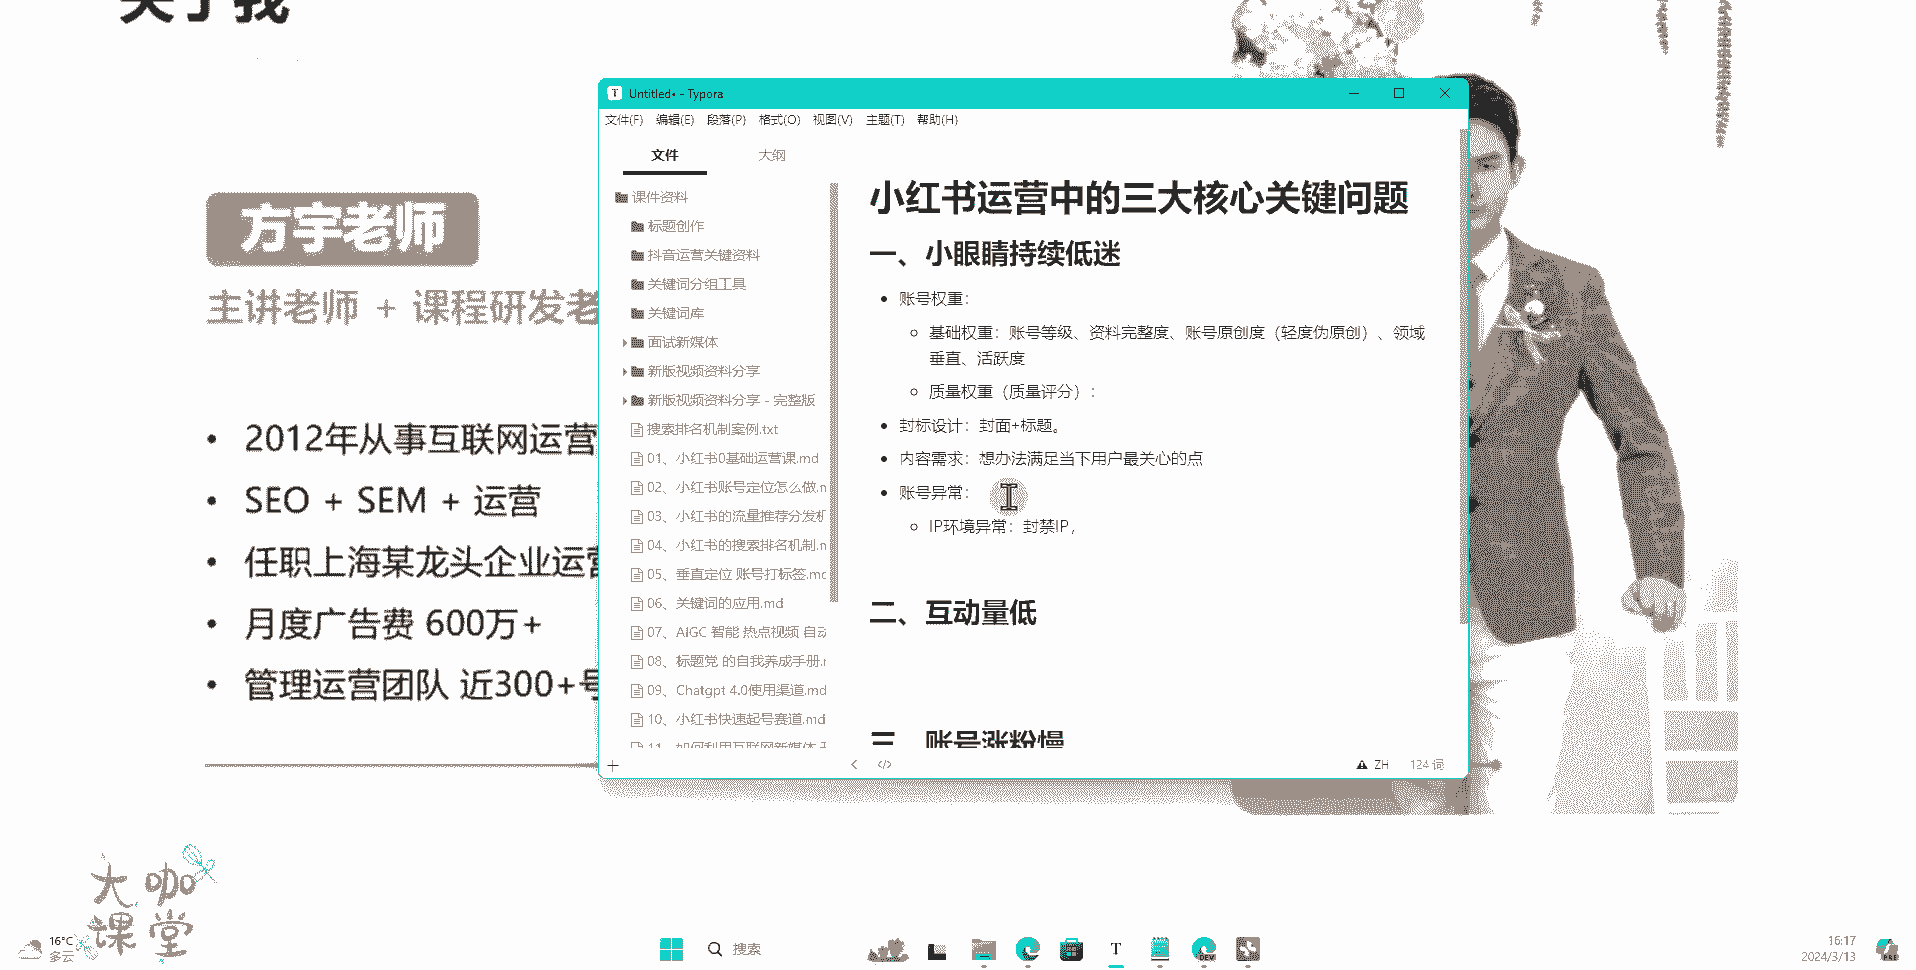 关于我
方宇老师
主讲老师 + 课程研发老
• 2012年从事互联网运营
• SEO + SEM + 运营
• 任职上海某龙头企业运营
• 月度广告费 600万+
• 管理运营团队 近300+号
Untitled• - Typora
文件(F) 编辑(E) 段落(P) 格式(O) 视图(V) 主题(T) 帮助(H)
文件 大纲
课件资料
标题创作
抖音运营关键资料
关键词分组工具
关键词库
面试新媒体
新版视频资料分享
新版视频资料分享 - 完整版
搜索排名机制案例.txt
01、小红书0基础运营课.md
02、小红书账号定位怎么做.n
03、小红书的流量推荐分发机
04、小红书的搜索排名机制.n
05、垂直定位 账号打标签.mc
06、关键词的应用.md
07、AIGC 智能 热点视频 自动
08、标题党 的自我养成手册.r
09、Chatgpt 4.0使用渠道.md
10、小红书快速起号赛道.md
11、如何利用互联网新媒体
小红书运营中的三大核心关键问题
一、小眼睛持续低迷
• 账号权重：
◦ 基础权重：账号等级、资料完整度、账号原创度（轻度伪原创）、领域
垂直、活跃度
◦ 质量权重（质量评分）：
• 封标设计：封面+标题。
• 内容需求：想办法满足当下用户最关心的点
• 账号异常：
◦ IP环境异常：封禁IP，
二、互动量低
三、账号涨粉慢
ZH 124 词
大咖
课堂
16°C
多云
搜索
T
DEV
16:17
2024/3/13
PRE